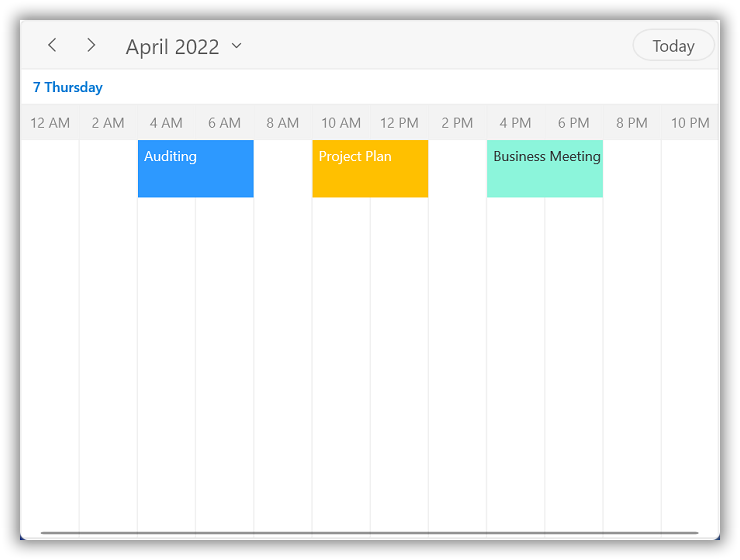 April 2022 Today
7 Thursday
12 AM 2 AM 4 AM 6 AM 8 AM 10 AM 12 PM 2 PM 4 PM 6 PM 8 PM 10 PM
Auditing Project Plan Business Meeting